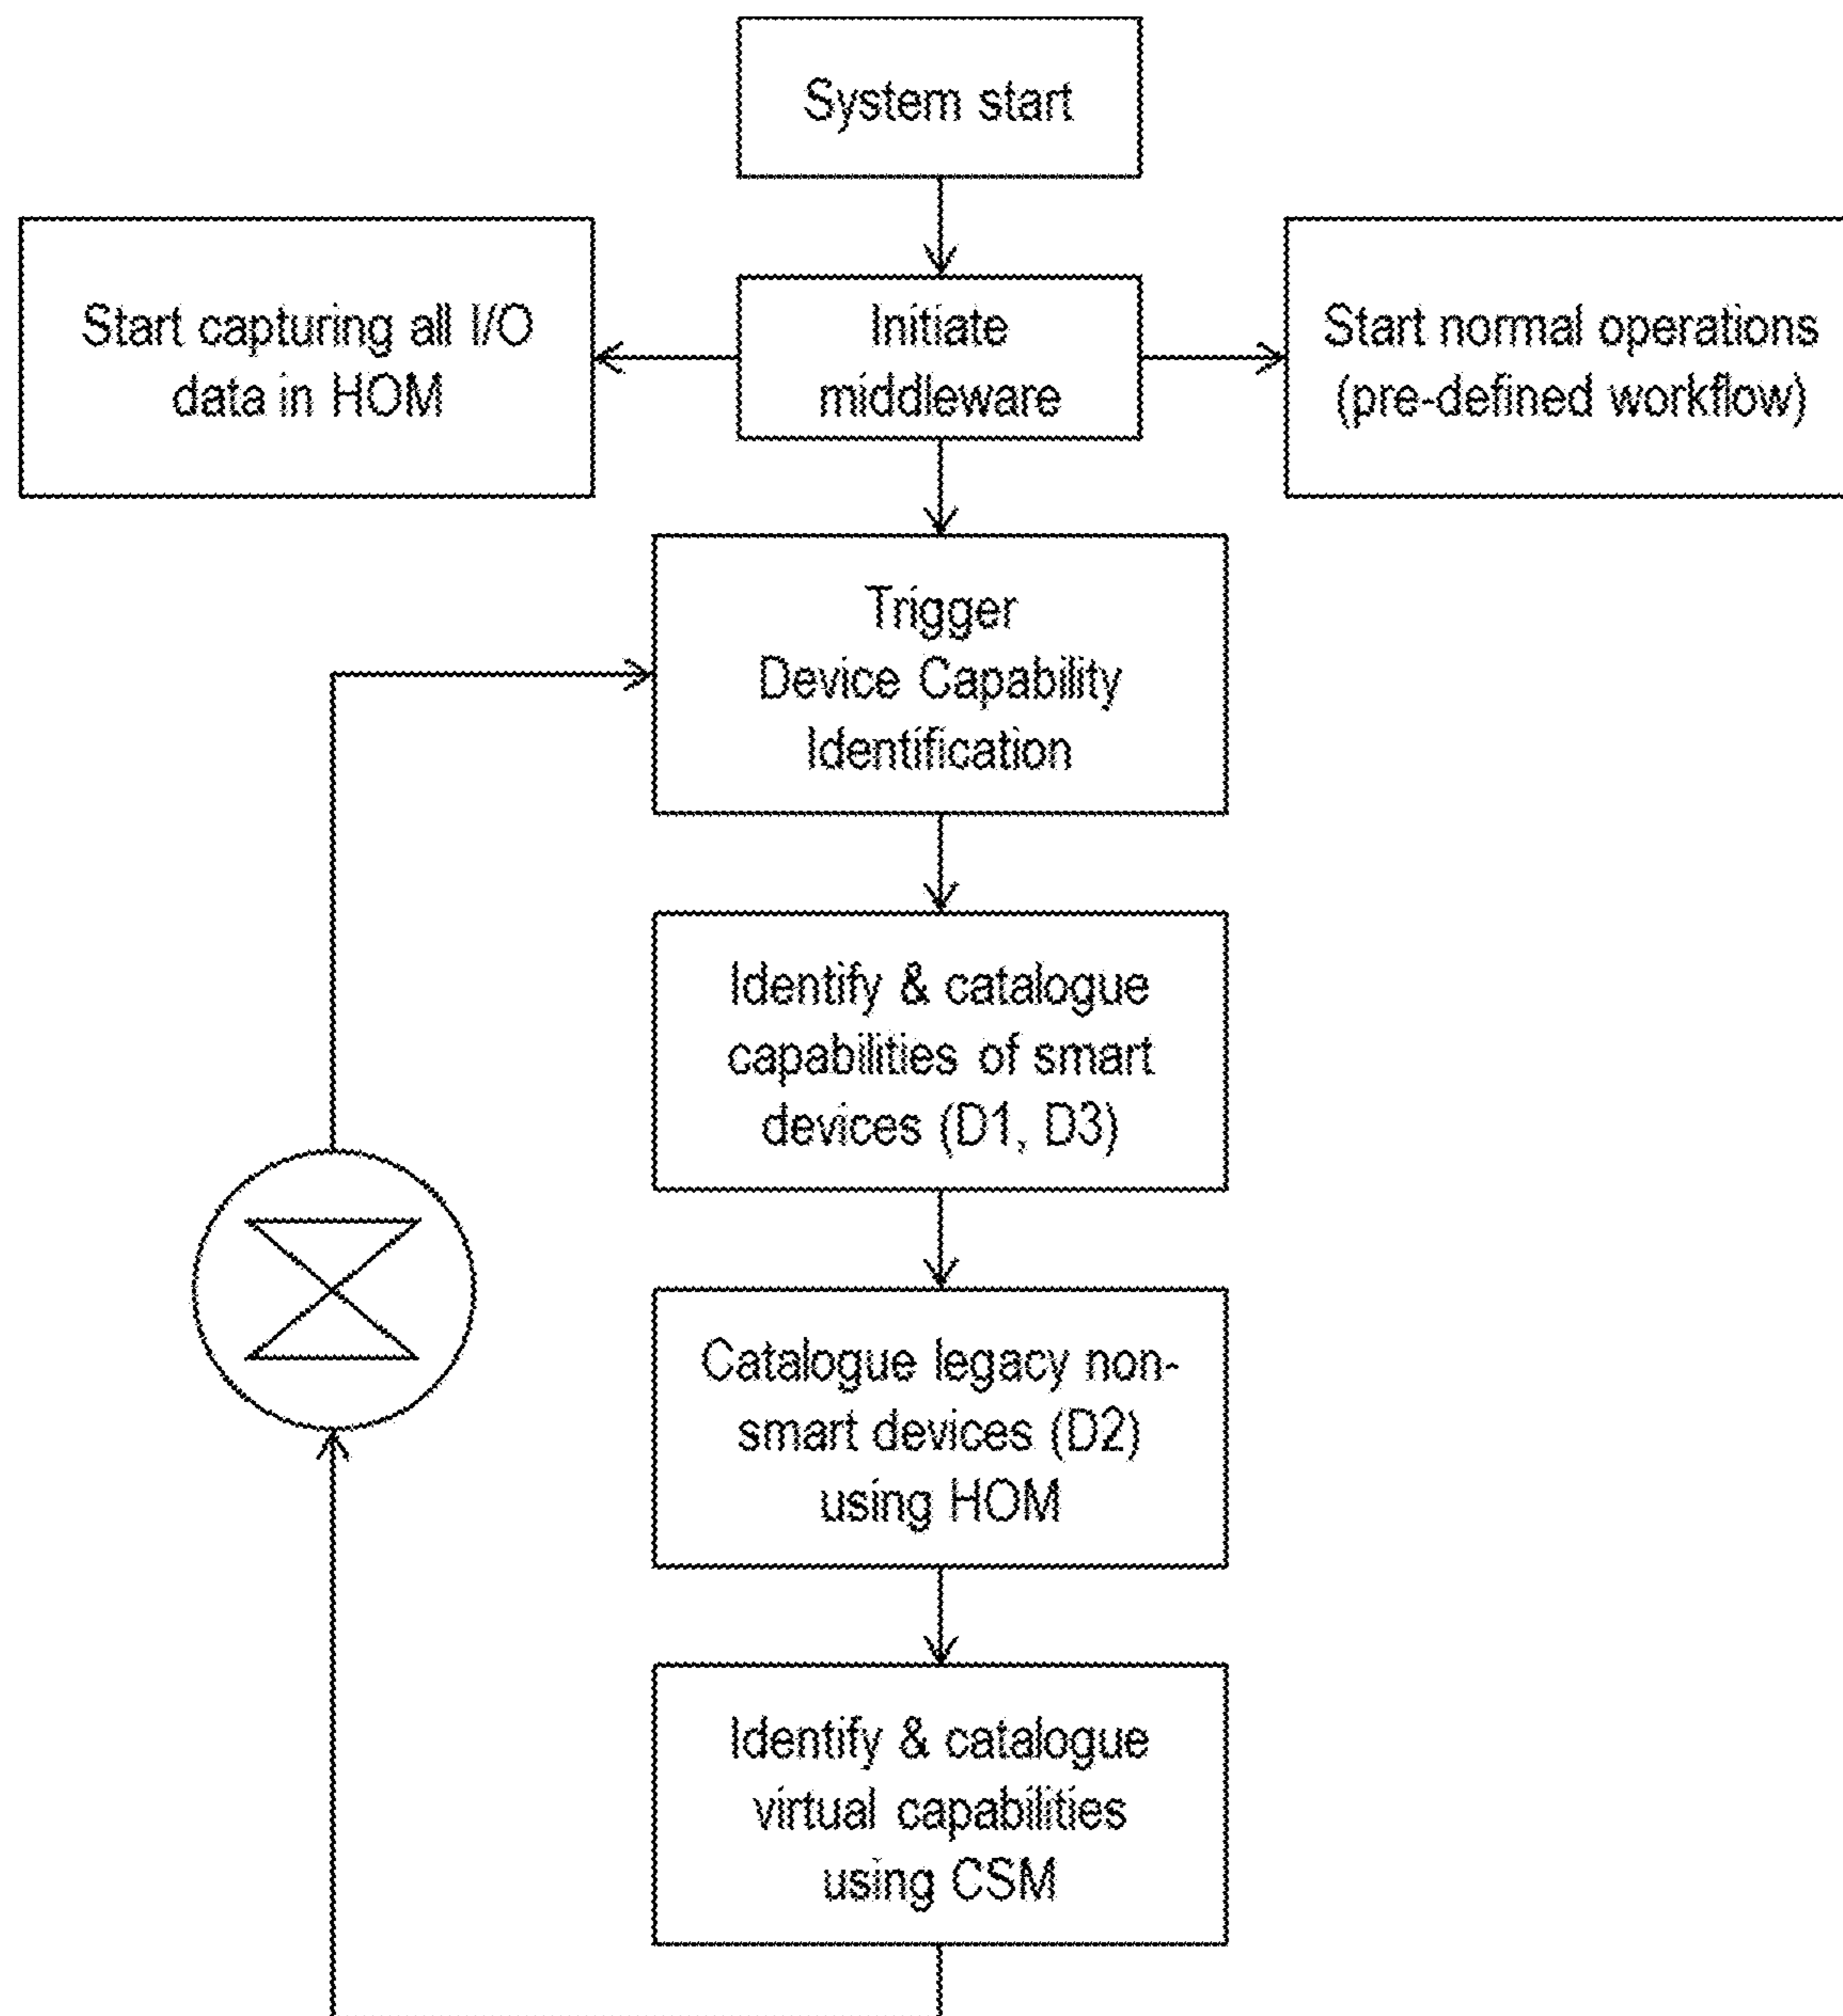 System start
Start capturing all I/O
data in HOM
Initiate
middleware
Start normal operations
(pre-defined workflow)
Trigger
Device Capability
Identification
Identify & catalogue
capabilities of smart
devices (D1, D3)
Catalogue legacy non-
smart devices (D2)
using HOM
Identify & catalogue
virtual capabilities
using CSM